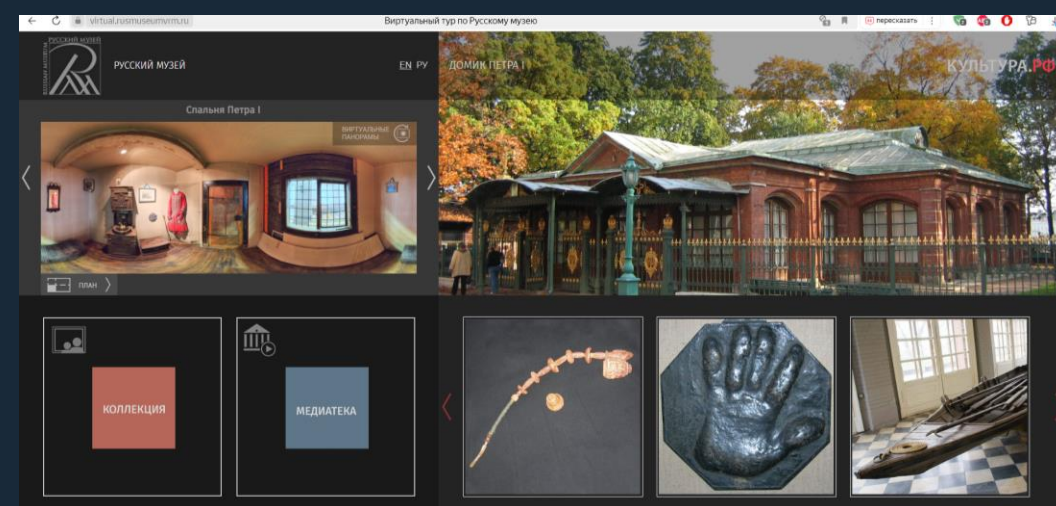 virtual.rusmuseumvrm.ru
Виртуальный тур по Русскому музею
пересказать
РУССКИЙ МУЗЕЙ
РУССКИЙ МУЗЕЙ
EN РУ
ДОМИК ПЕТРА I
КУЛЬТУРА.РФ
Спальня Петра I
ВИРТУАЛЬНЫЕ
ПАНОРАМЫ
ПЛАН
КОЛЛЕКЦИЯ
МЕДИАТЕКА